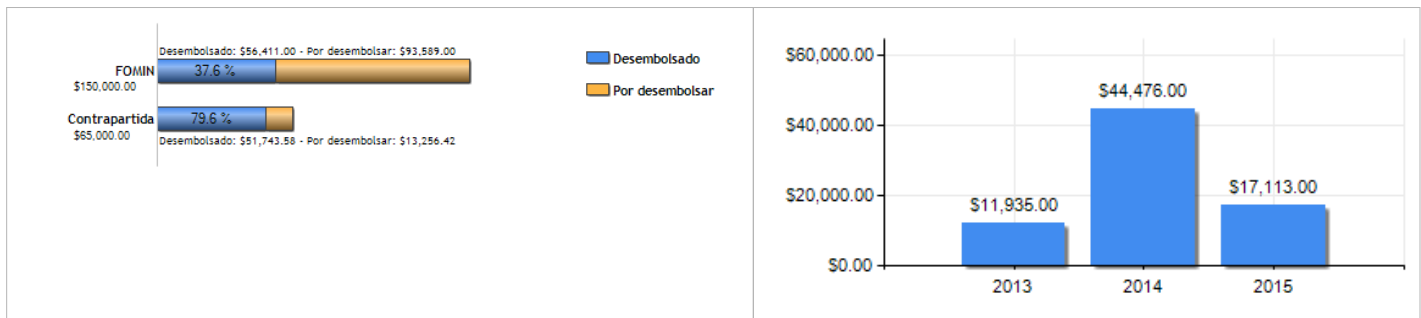 Desembolsado: $56,411.00 - Por desembolsar: $93,589.00
FOMIN
37.6 %
$150,000.00
Contrapartida
79.6 %
$65,000.00
Desembolsado: $51,743.58 - Por desembolsar: $13,256.42
Desembolsado
Por desembolsar
$60,000.00
$40,000.00
$20,000.00
$0.00
$11,935.00
$44,476.00
$17,113.00
2013
2014
2015